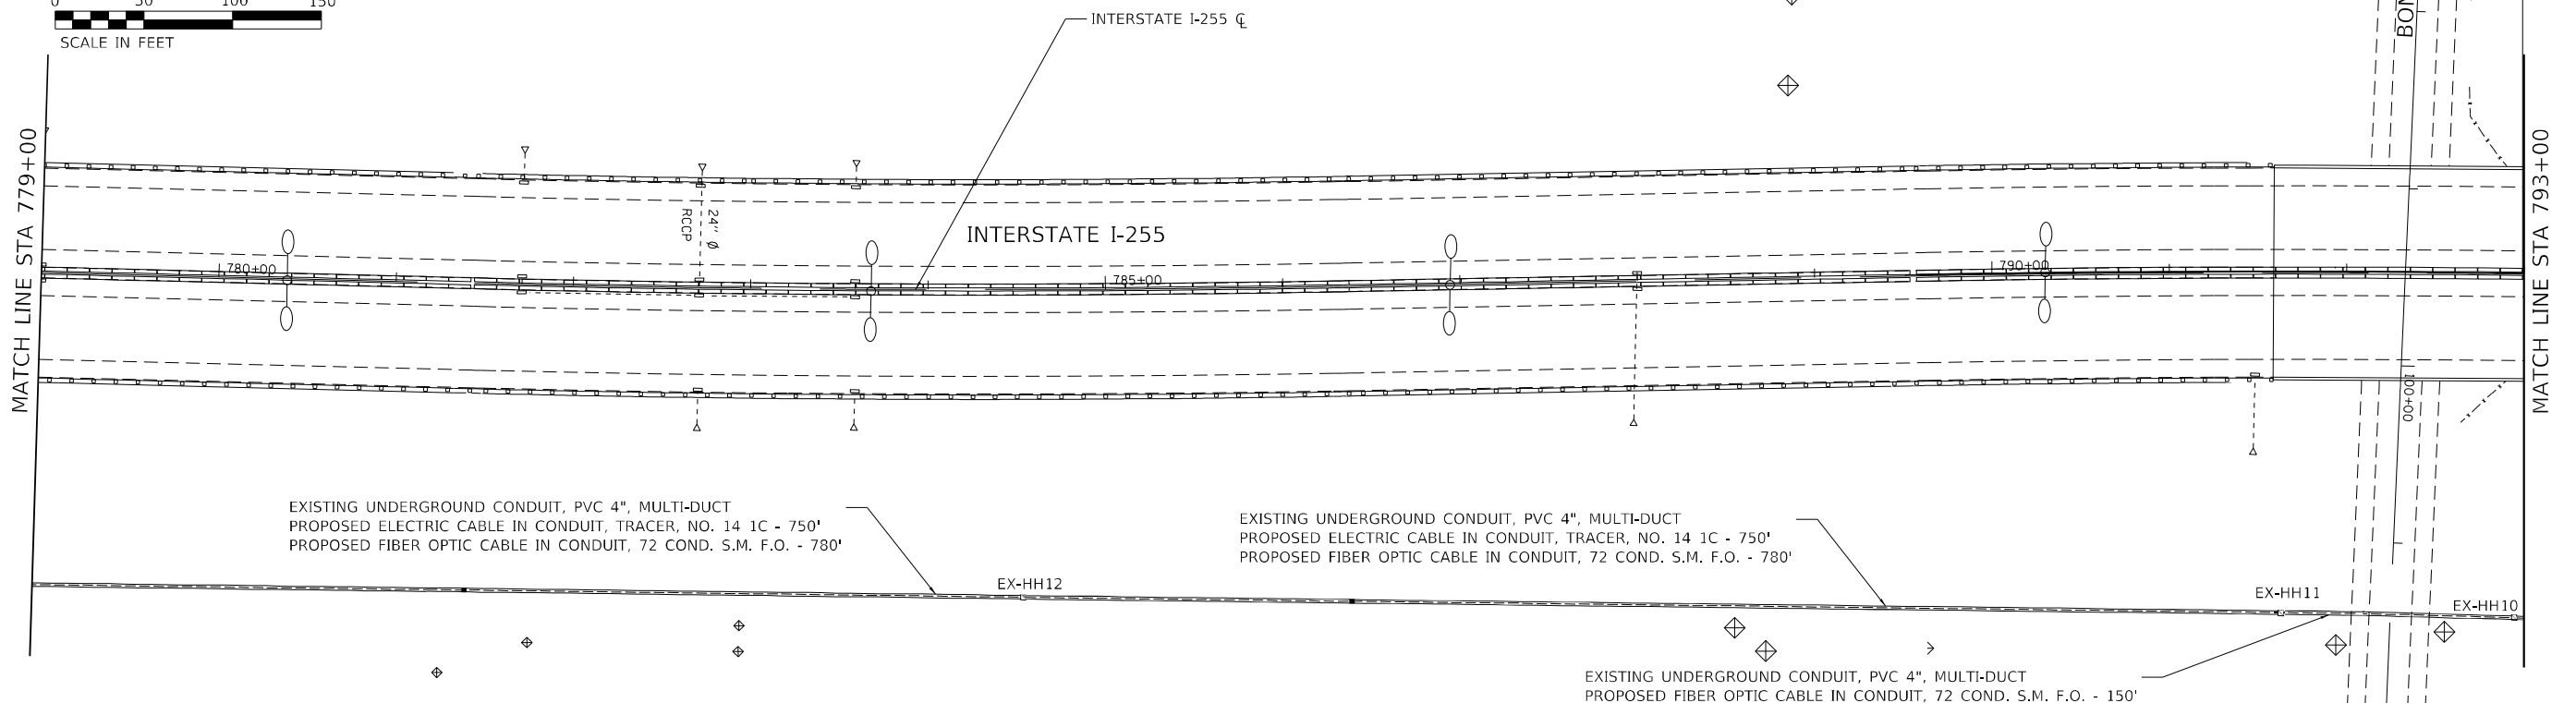 0 50 100 150
SCALE IN FEET
INTERSTATE I-255 ℄
BON
MATCH LINE STA 779+00
MATCH LINE STA 793+00
24" Ø
RCCP
INTERSTATE I-255
780+00
785+00
790+00
100+00
EXISTING UNDERGROUND CONDUIT, PVC 4", MULTI-DUCT
PROPOSED ELECTRIC CABLE IN CONDUIT, TRACER, NO. 14 1C - 750'
PROPOSED FIBER OPTIC CABLE IN CONDUIT, 72 COND. S.M. F.O. - 780'
EXISTING UNDERGROUND CONDUIT, PVC 4", MULTI-DUCT
PROPOSED ELECTRIC CABLE IN CONDUIT, TRACER, NO. 14 1C - 750'
PROPOSED FIBER OPTIC CABLE IN CONDUIT, 72 COND. S.M. F.O. - 780'
EX-HH12
EX-HH11
EX-HH10
EXISTING UNDERGROUND CONDUIT, PVC 4", MULTI-DUCT
PROPOSED FIBER OPTIC CABLE IN CONDUIT, 72 COND. S.M. F.O. - 150'